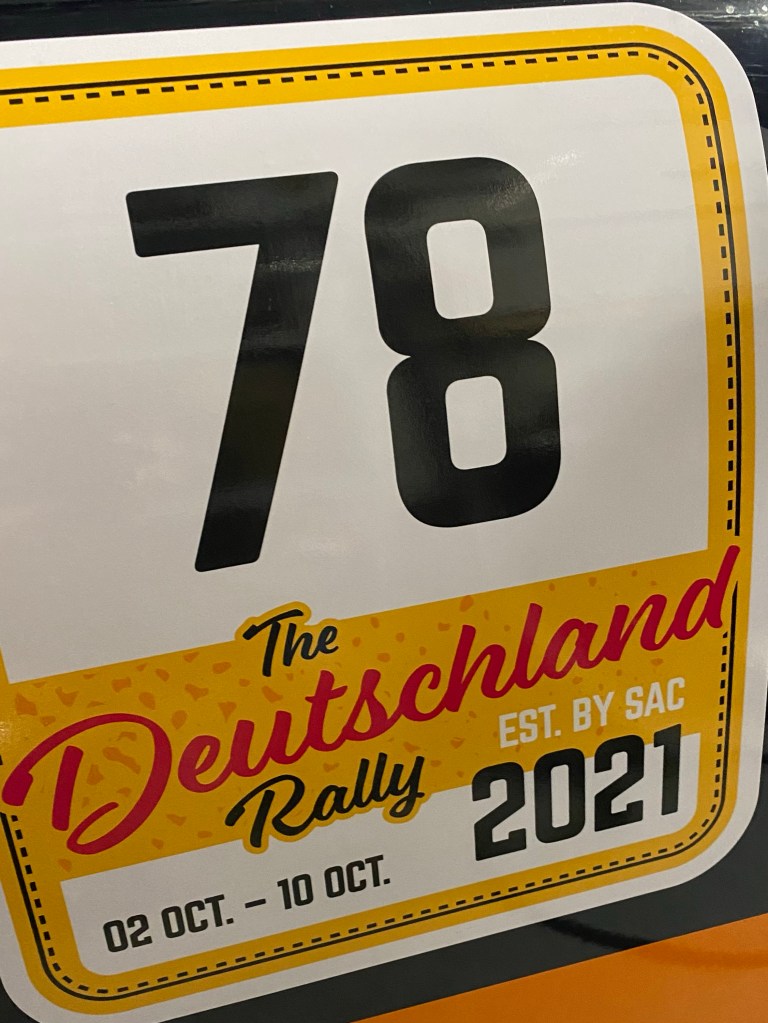 78
The
Deutschland
EST. BY SAC
Rally
2021
02 OCT. – 10 OCT.